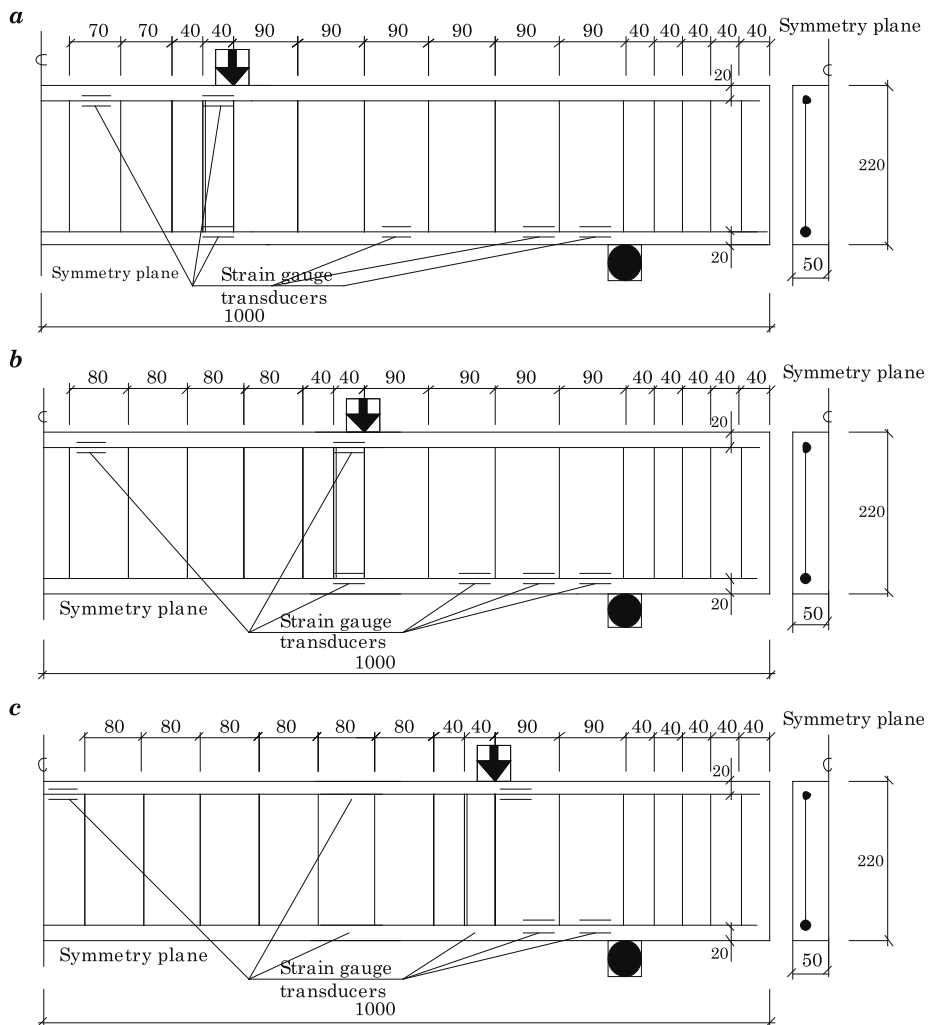 a
70 70 40 40 90 90 90 90 90 90 40 40 40 40 Symmetry plane
20
220
20
50
Symmetry plane
Strain gauge
transducers
1000
b
80 80 80 80 40 40 90 90 90 90 40 40 40 40 Symmetry plane
20
220
20
50
Symmetry plane
Strain gauge
transducers
1000
c
80 80 80 80 80 80 40 40 90 90 40 40 40 40 Symmetry plane
20
220
20
50
Symmetry plane
Strain gauge
transducers
1000